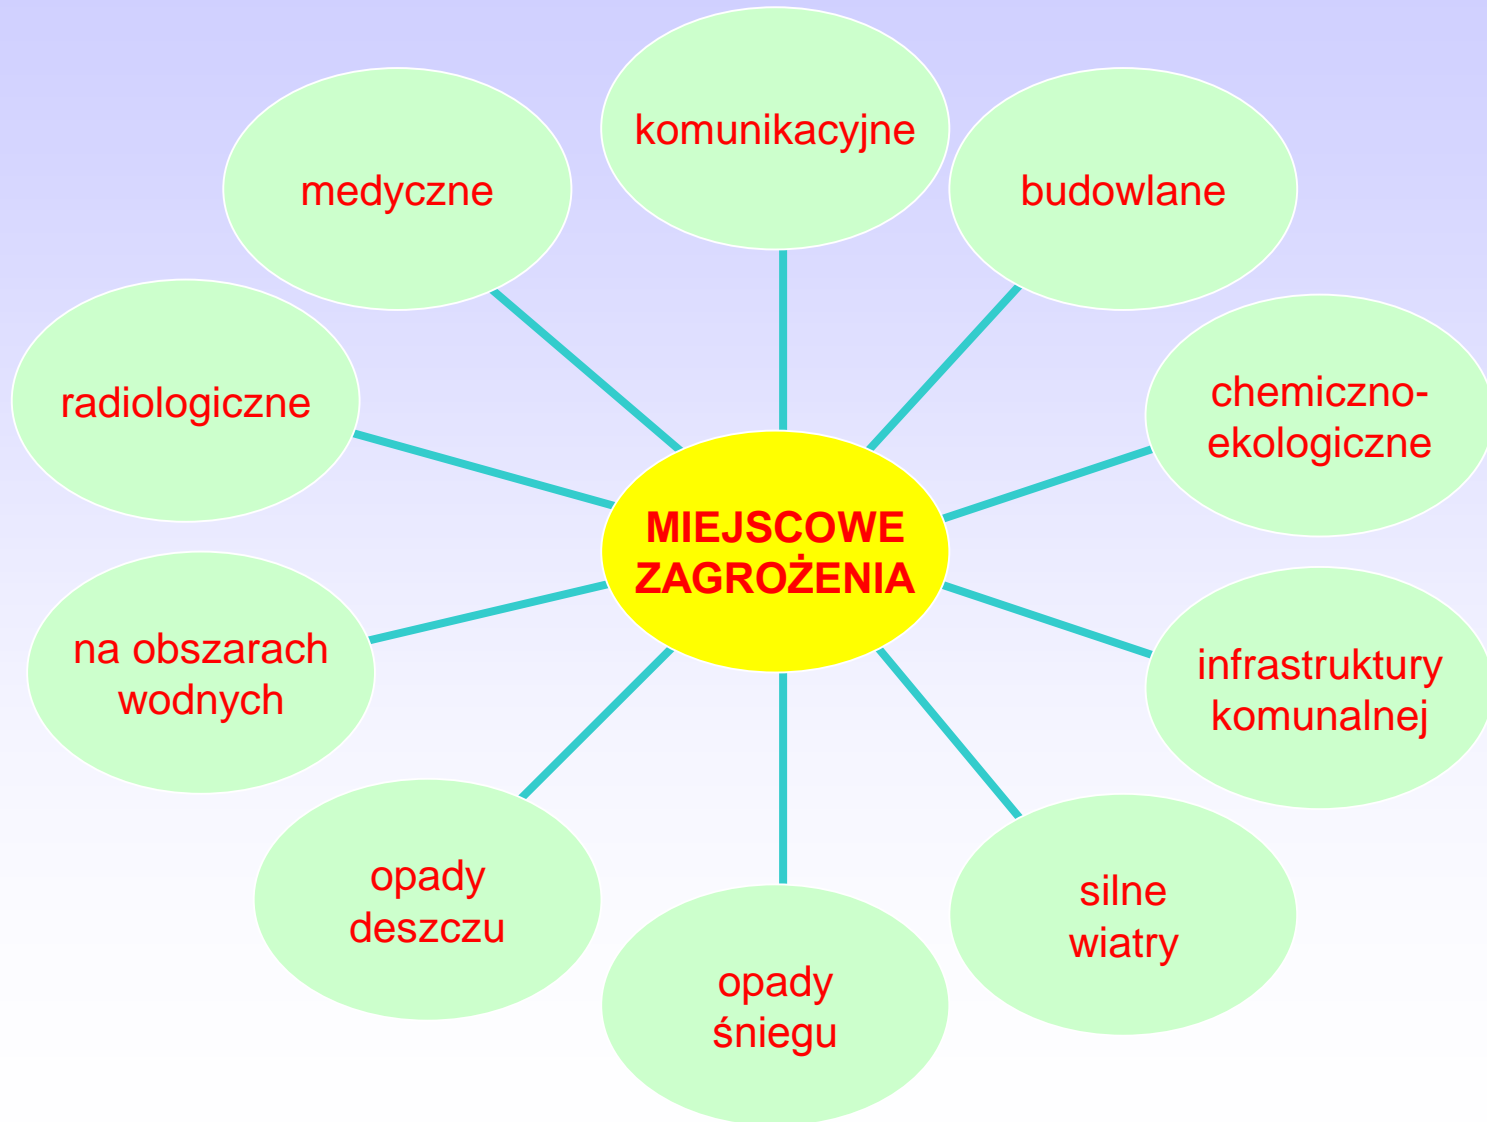 komunikacyjne
medyczne
budowlane
radiologiczne
chemiczno-
ekologiczne
MIEJSCOWE
ZAGROŻENIA
na obszarach
wodnych
infrastruktury
komunalnej
opady
deszczu
silne
wiatry
opady
śniegu